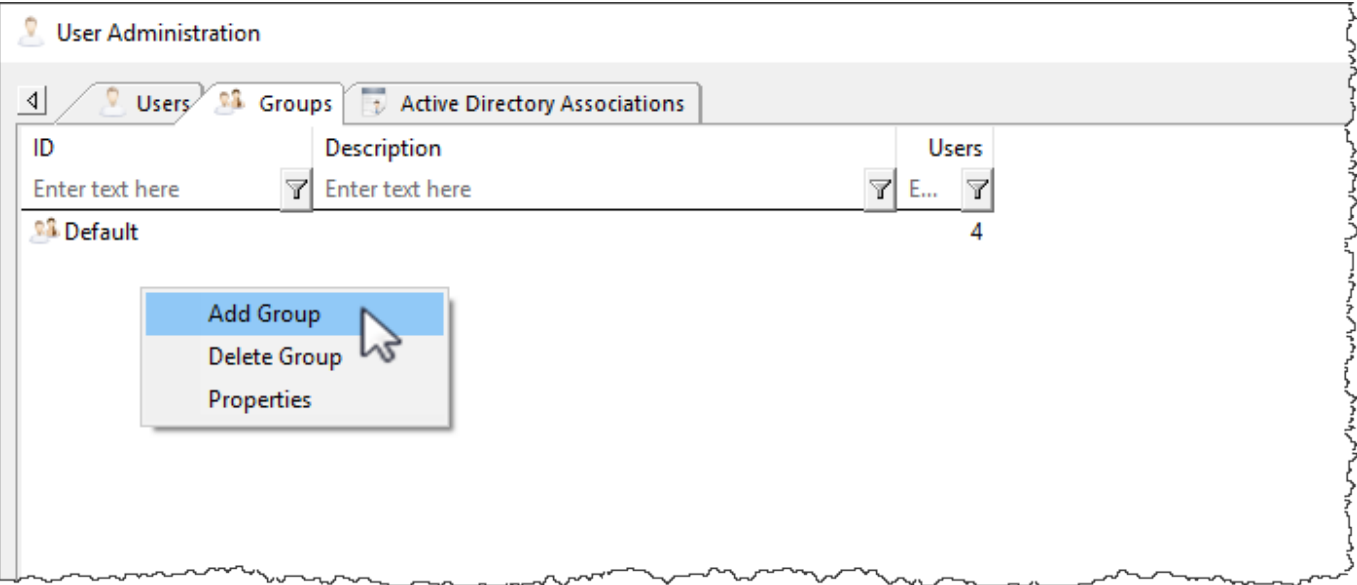 User Administration
Users Groups Active Directory Associations
ID Description Users
Enter text here Enter text here E...
Default 4
Add Group
Delete Group
Properties